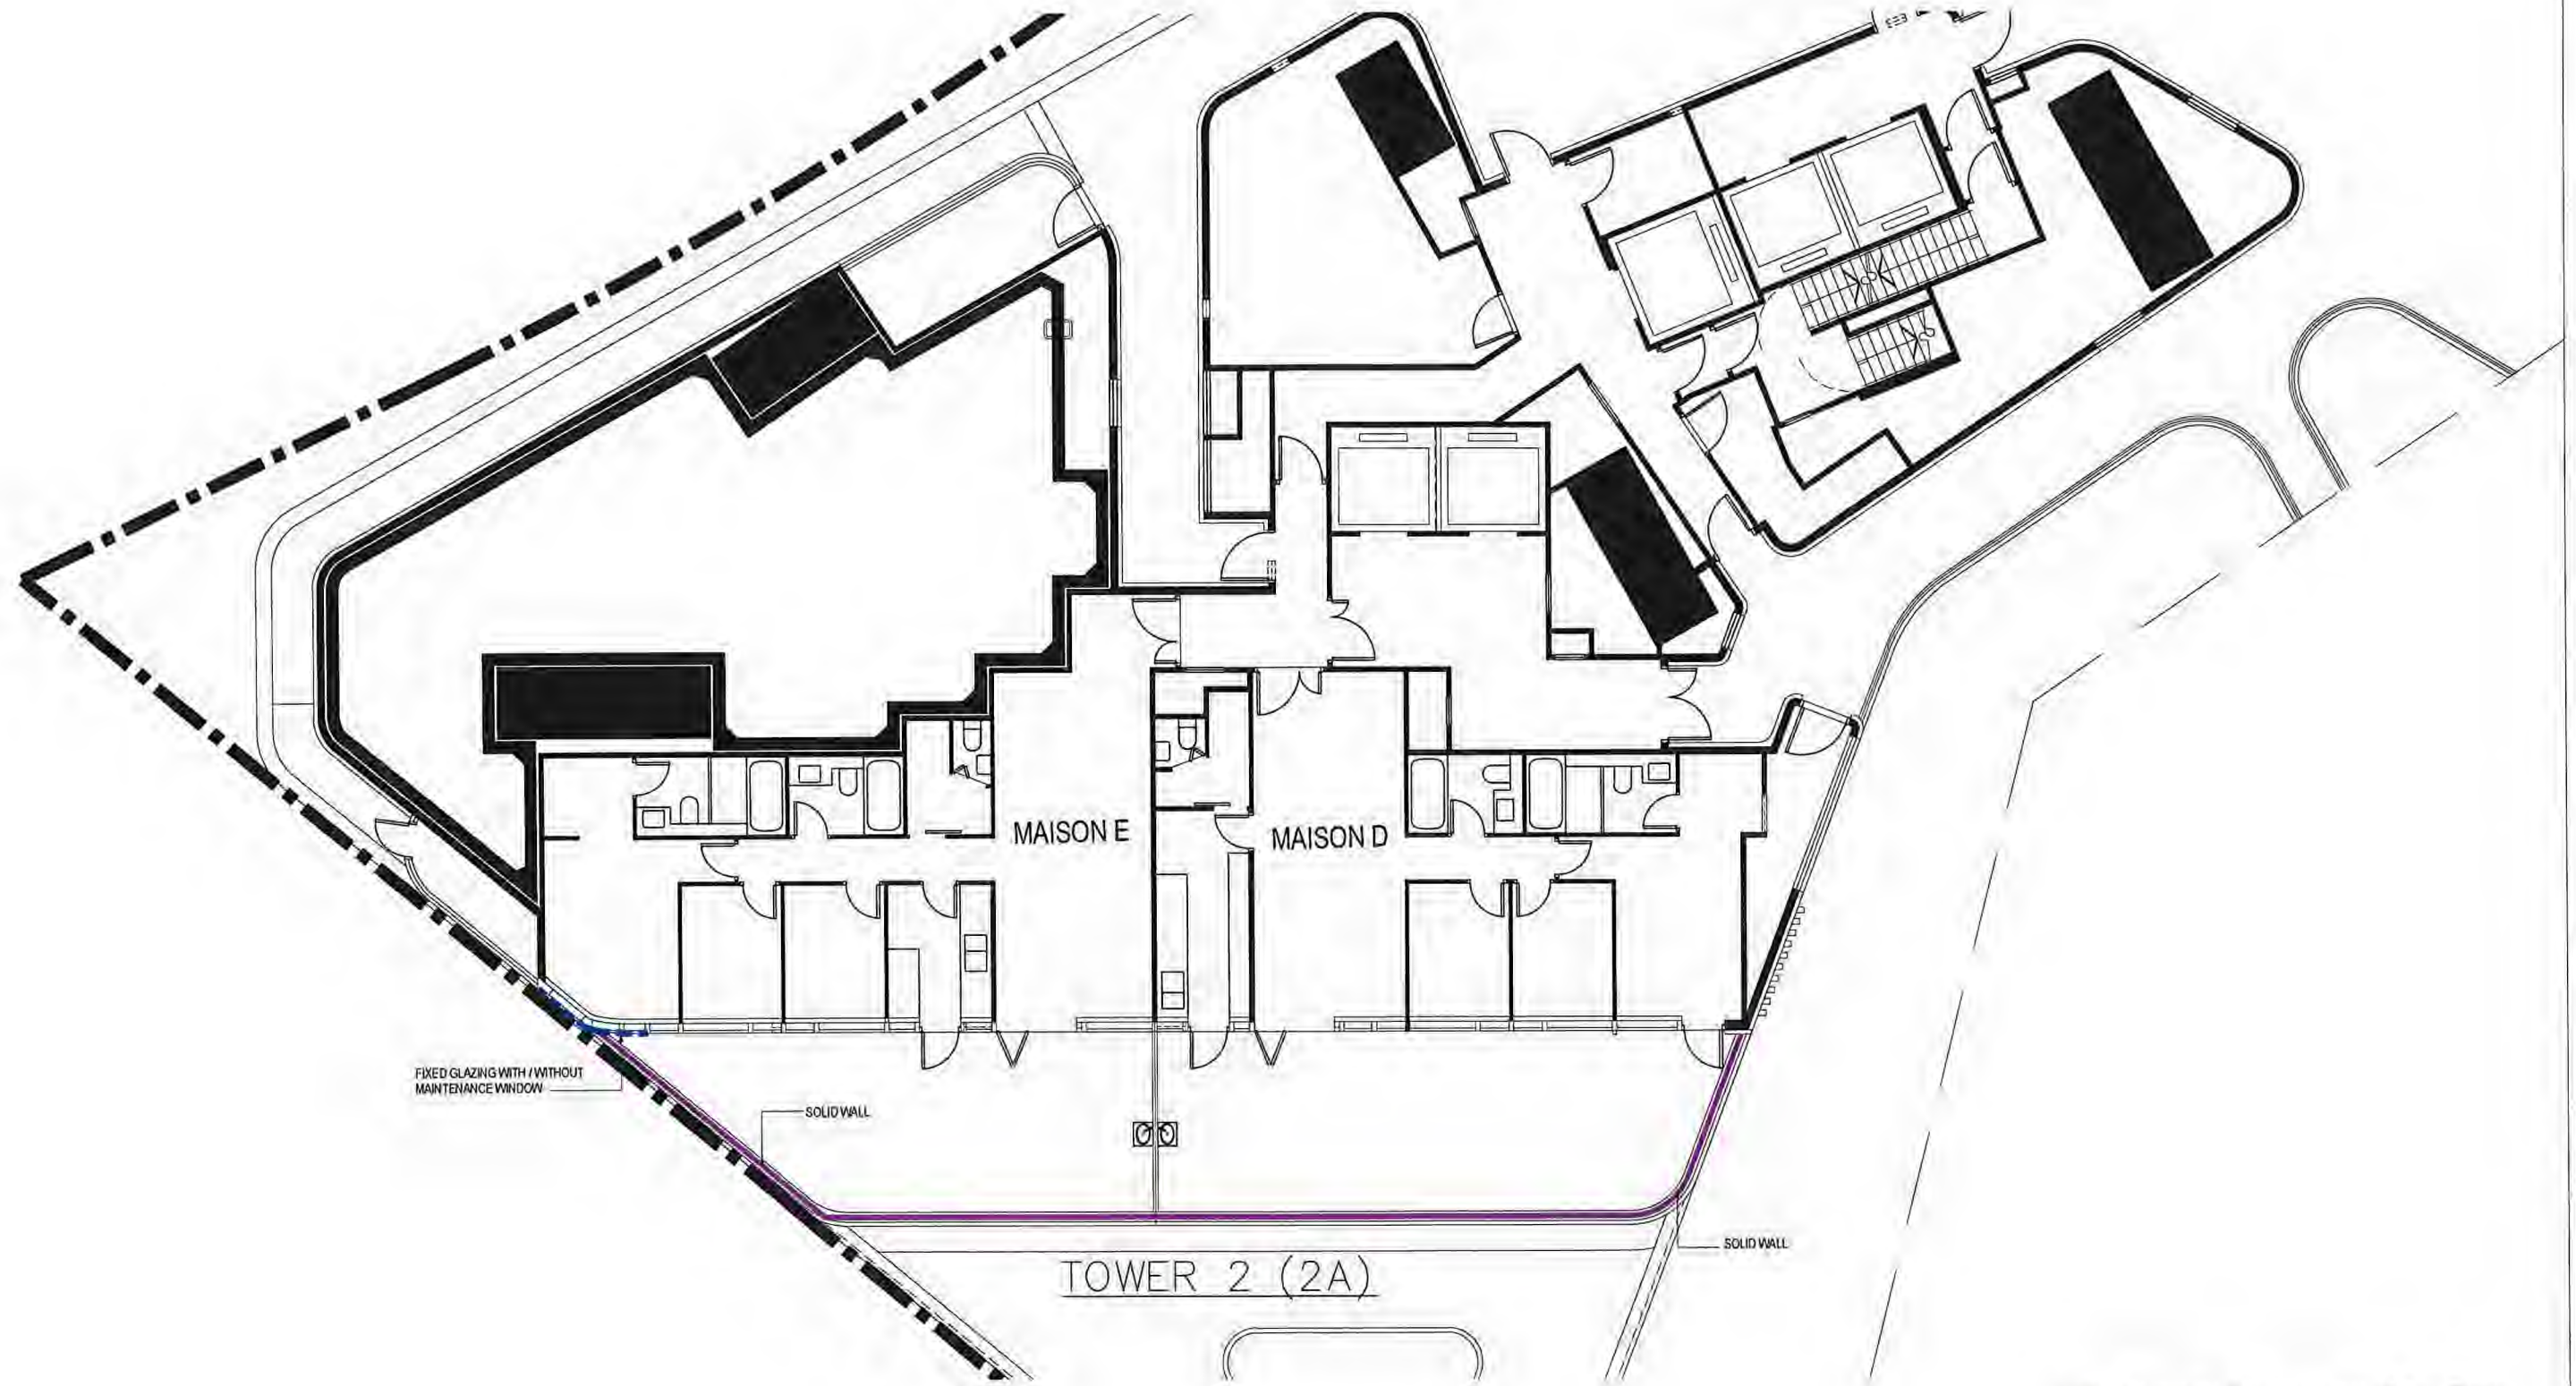 MAISON E
MAISON D
FIXED GLAZING WITH / WITHOUT
MAINTENANCE WINDOW
SOLID WALL
SOLID WALL
TOWER 2 (2A)